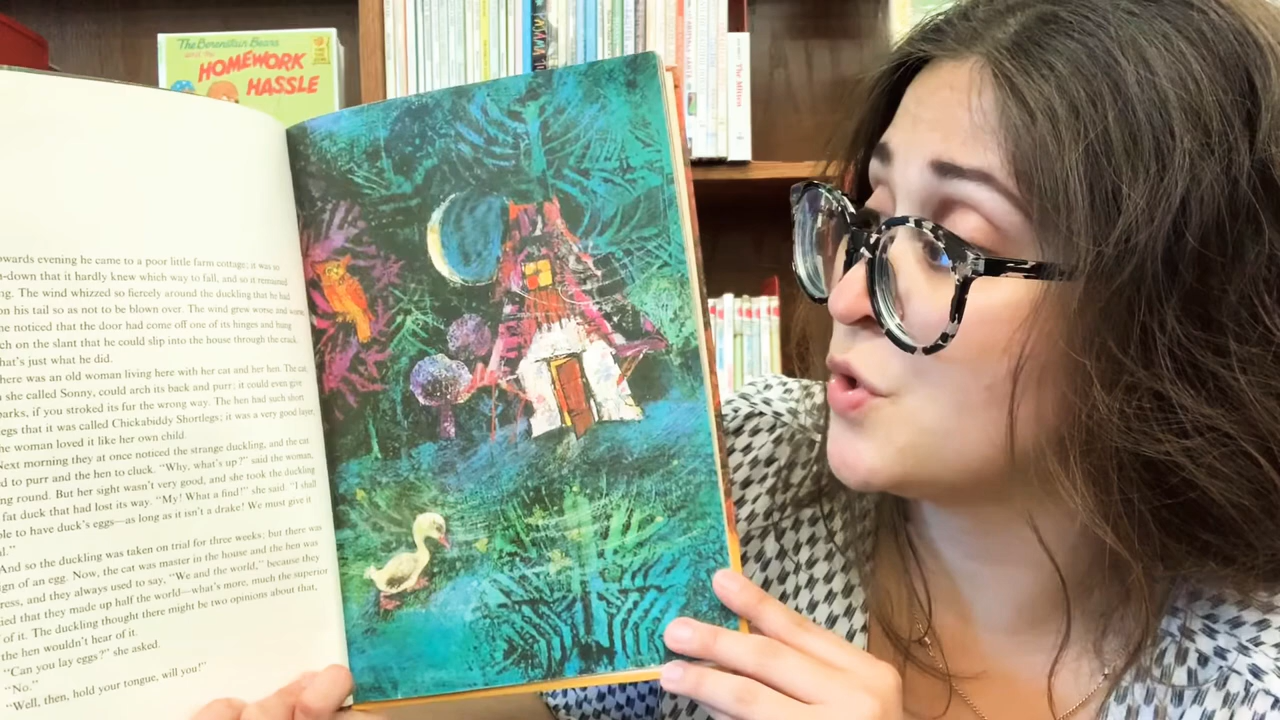 The Berenstain Bears
and the
HOMEWORK
HASSLE
The Mitten
owards evening he came to a poor little farm cottage; it was so
-down that it hardly knew which way to fall, and so it remained
ng. The wind whizzed so fiercely around the duckling that he had
on his tail so as not to be blown over. The wind grew worse and worse.
he noticed that the door had come off one of its hinges and hung
ch on the slant that he could slip into the house through the crack.
hat's just what he did.
here was an old woman living here with her cat and her hen. The cat,
she called Sonny, could arch its back and purr; it could even give
parks, if you stroked its fur the wrong way. The hen had such short
egs that it was called Chickabiddy Shortlegs; it was a very good layer,
he woman loved it like her own child.
Next morning they at once noticed the strange duckling, and the cat
d to purr and the hen to cluck. "Why, what's up?" said the woman,
ng round. But her sight wasn't very good, and she took the duckling
fat duck that had lost its way. "My! What a find!" she said. "I shall
ble to have duck's eggs—as long as it isn't a drake! We must give it
l."
And so the duckling was taken on trial for three weeks; but there was
ign of an egg. Now, the cat was master in the house and the hen was
ress, and they always used to say, "We and the world," because they
ied that they made up half the world—what's more, much the superior
of it. The duckling thought there might be two opinions about that,
the hen wouldn't hear of it.
"Can you lay eggs?" she asked.
"No."
"Well, then, hold your tongue, will you!"